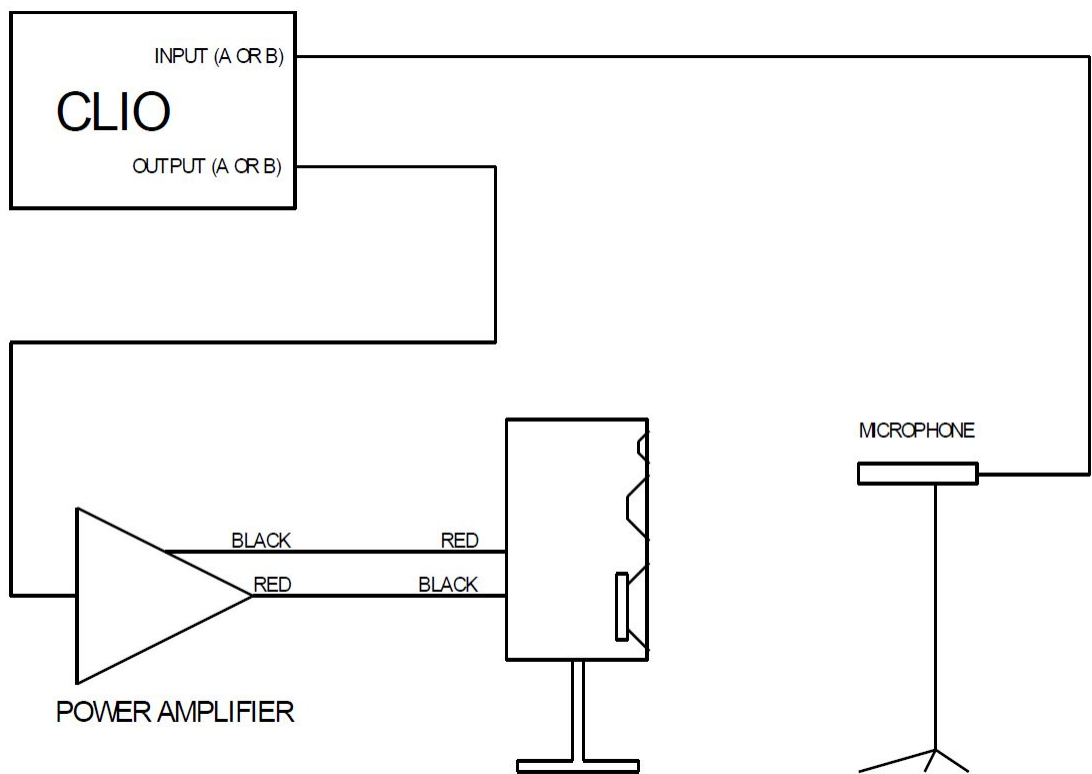 INPUT (A OR B)
CLIO
OUTPUT (A OR B)
MICROPHONE
BLACK RED
RED BLACK
POWER AMPLIFIER